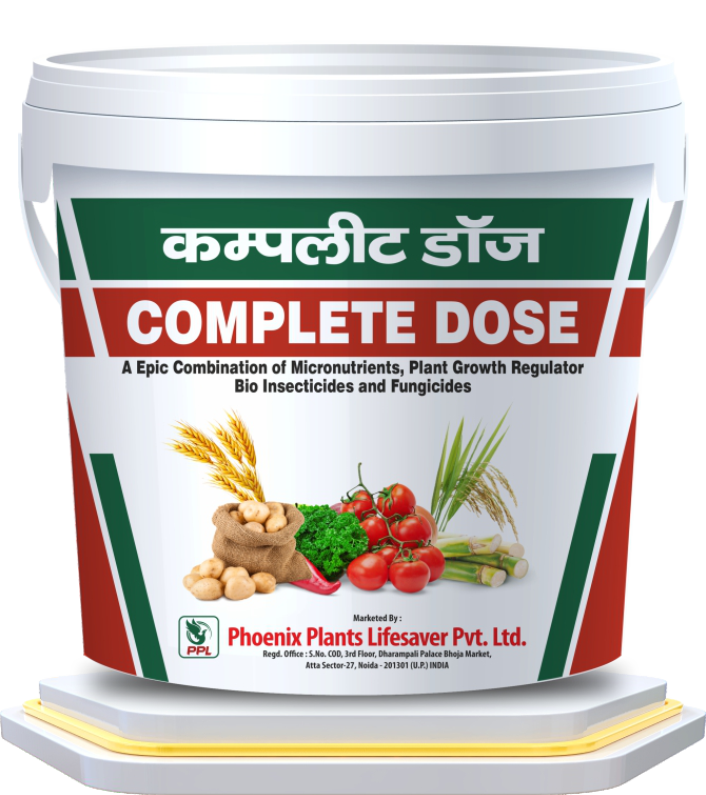 कम्पलीट डॉज
COMPLETE DOSE
A Epic Combination of Micronutrients, Plant Growth Regulator
Bio Insecticides and Fungicides
Marketed By :
PPL
Phoenix Plants Lifesaver Pvt. Ltd.
Regd. Office : S.No. COD, 3rd Floor, Dharampali Palace Bhoja Market,
Atta Sector-27, Noida - 201301 (U.P.) INDIA